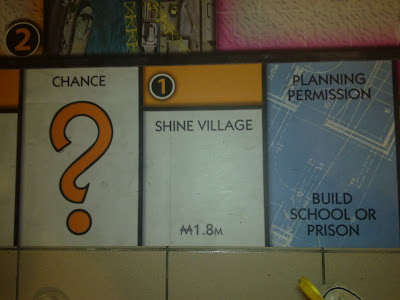 2
CHANCE
?
1
SHINE VILLAGE
₩1.8M
PLANNING
PERMISSION
BUILD
SCHOOL OR
PRISON